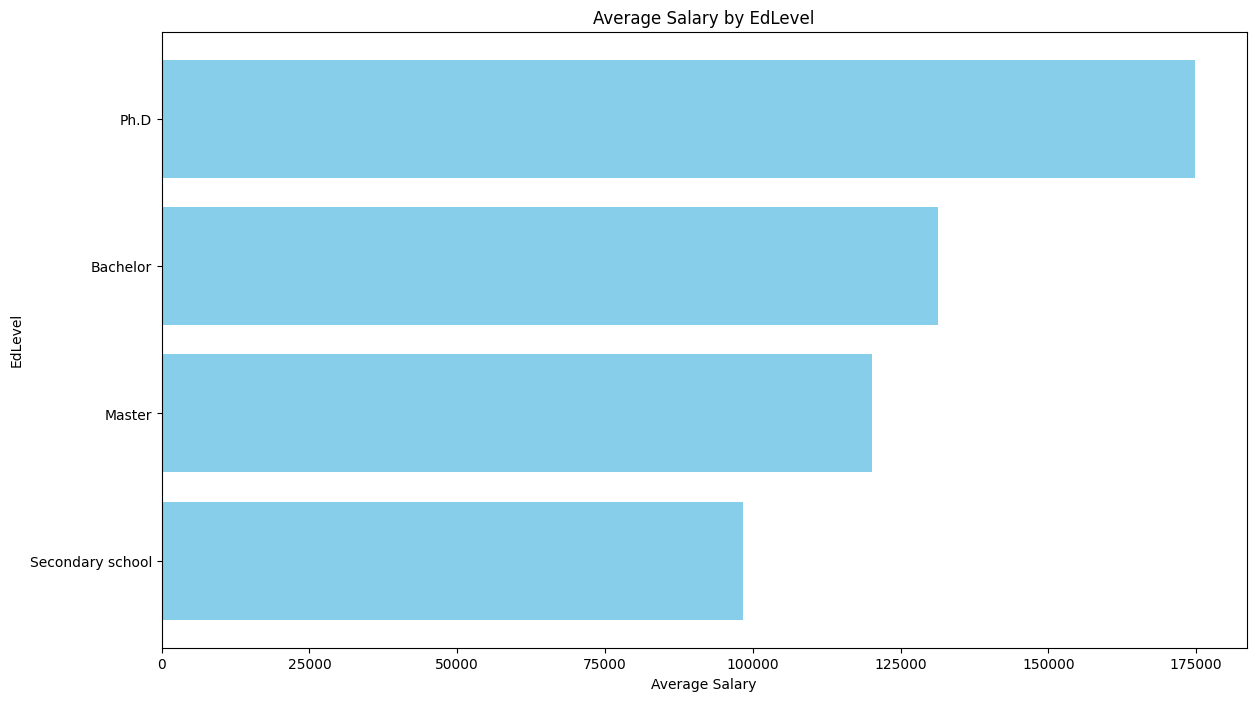 Average Salary by EdLevel
Ph.D
Bachelor
Master
Secondary school
EdLevel
0 25000 50000 75000 100000 125000 150000 175000
Average Salary